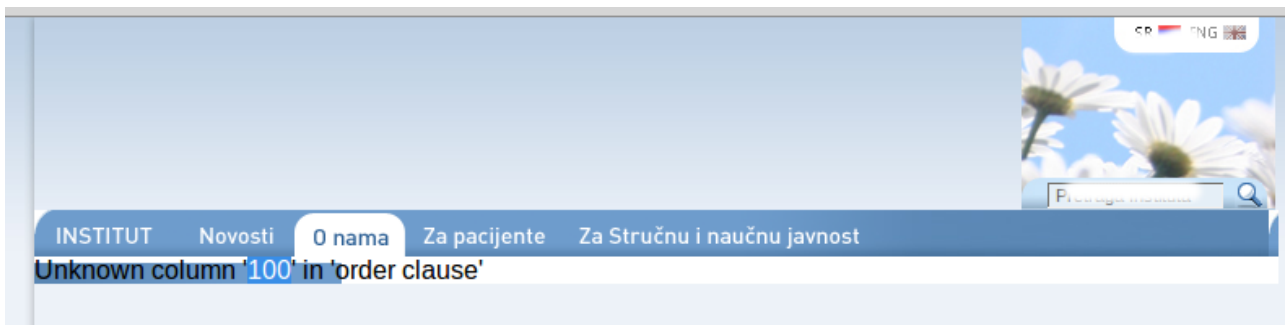 SR ENG
INSTITUT Novosti O nama Za pacijente Za Stručnu i naučnu javnost
Unknown column '100' in 'order clause'